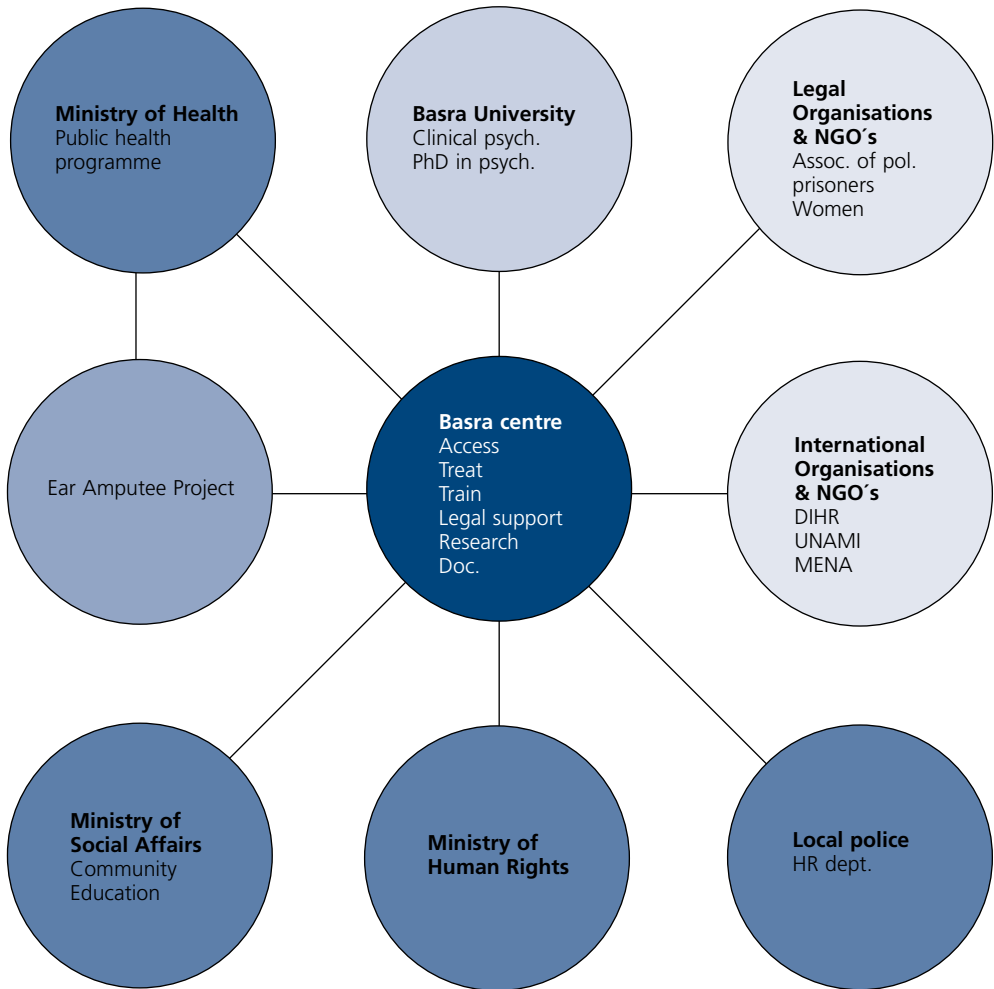 Ministry of Health
Public health
programme
Basra University
Clinical psych.
PhD in psych.
Legal
Organisations
& NGO´s
Assoc. of pol.
prisoners
Women
Ear Amputee Project
Basra centre
Access
Treat
Train
Legal support
Research
Doc.
International
Organisations
& NGO´s
DIHR
UNAMI
MENA
Ministry of
Social Affairs
Community
Education
Ministry of
Human Rights
Local police
HR dept.